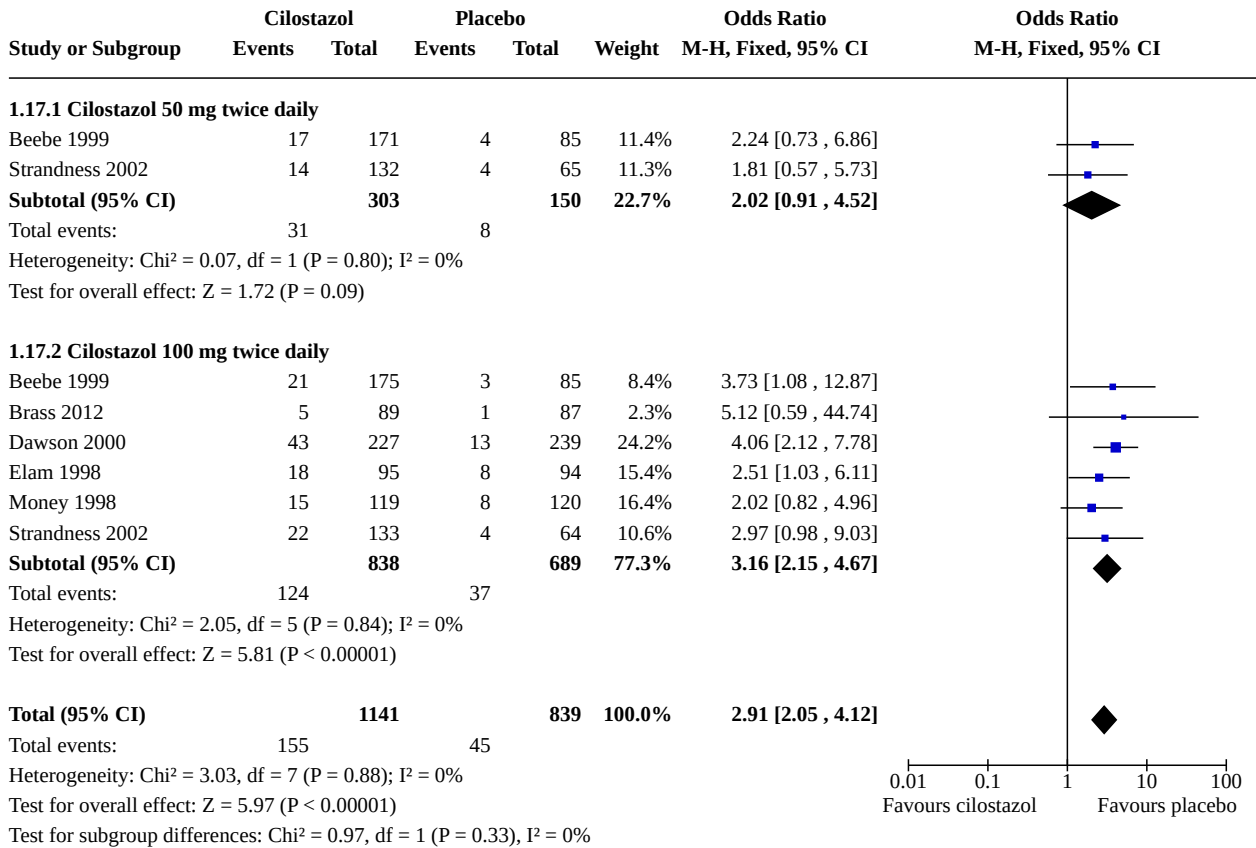 Cilostazol Placebo Odds Ratio Odds Ratio
Study or Subgroup Events Total Events Total Weight M-H, Fixed, 95% CI M-H, Fixed, 95% CI
1.17.1 Cilostazol 50 mg twice daily
Beebe 1999 17 171 4 85 11.4% 2.24 [0.73 , 6.86]
Strandness 2002 14 132 4 65 11.3% 1.81 [0.57 , 5.73]
Subtotal (95% CI) 303 150 22.7% 2.02 [0.91 , 4.52]
Total events: 31 8
Heterogeneity: Chi² = 0.07, df = 1 (P = 0.80); I² = 0%
Test for overall effect: Z = 1.72 (P = 0.09)
1.17.2 Cilostazol 100 mg twice daily
Beebe 1999 21 175 3 85 8.4% 3.73 [1.08 , 12.87]
Brass 2012 5 89 1 87 2.3% 5.12 [0.59 , 44.74]
Dawson 2000 43 227 13 239 24.2% 4.06 [2.12 , 7.78]
Elam 1998 18 95 8 94 15.4% 2.51 [1.03 , 6.11]
Money 1998 15 119 8 120 16.4% 2.02 [0.82 , 4.96]
Strandness 2002 22 133 4 64 10.6% 2.97 [0.98 , 9.03]
Subtotal (95% CI) 838 689 77.3% 3.16 [2.15 , 4.67]
Total events: 124 37
Heterogeneity: Chi² = 2.05, df = 5 (P = 0.84); I² = 0%
Test for overall effect: Z = 5.81 (P < 0.00001)
Total (95% CI) 1141 839 100.0% 2.91 [2.05 , 4.12]
Total events: 155 45
Heterogeneity: Chi² = 3.03, df = 7 (P = 0.88); I² = 0%
0.01 0.1 1 10 100
Test for overall effect: Z = 5.97 (P < 0.00001)
Favours cilostazol Favours placebo
Test for subgroup differences: Chi² = 0.97, df = 1 (P = 0.33), I² = 0%